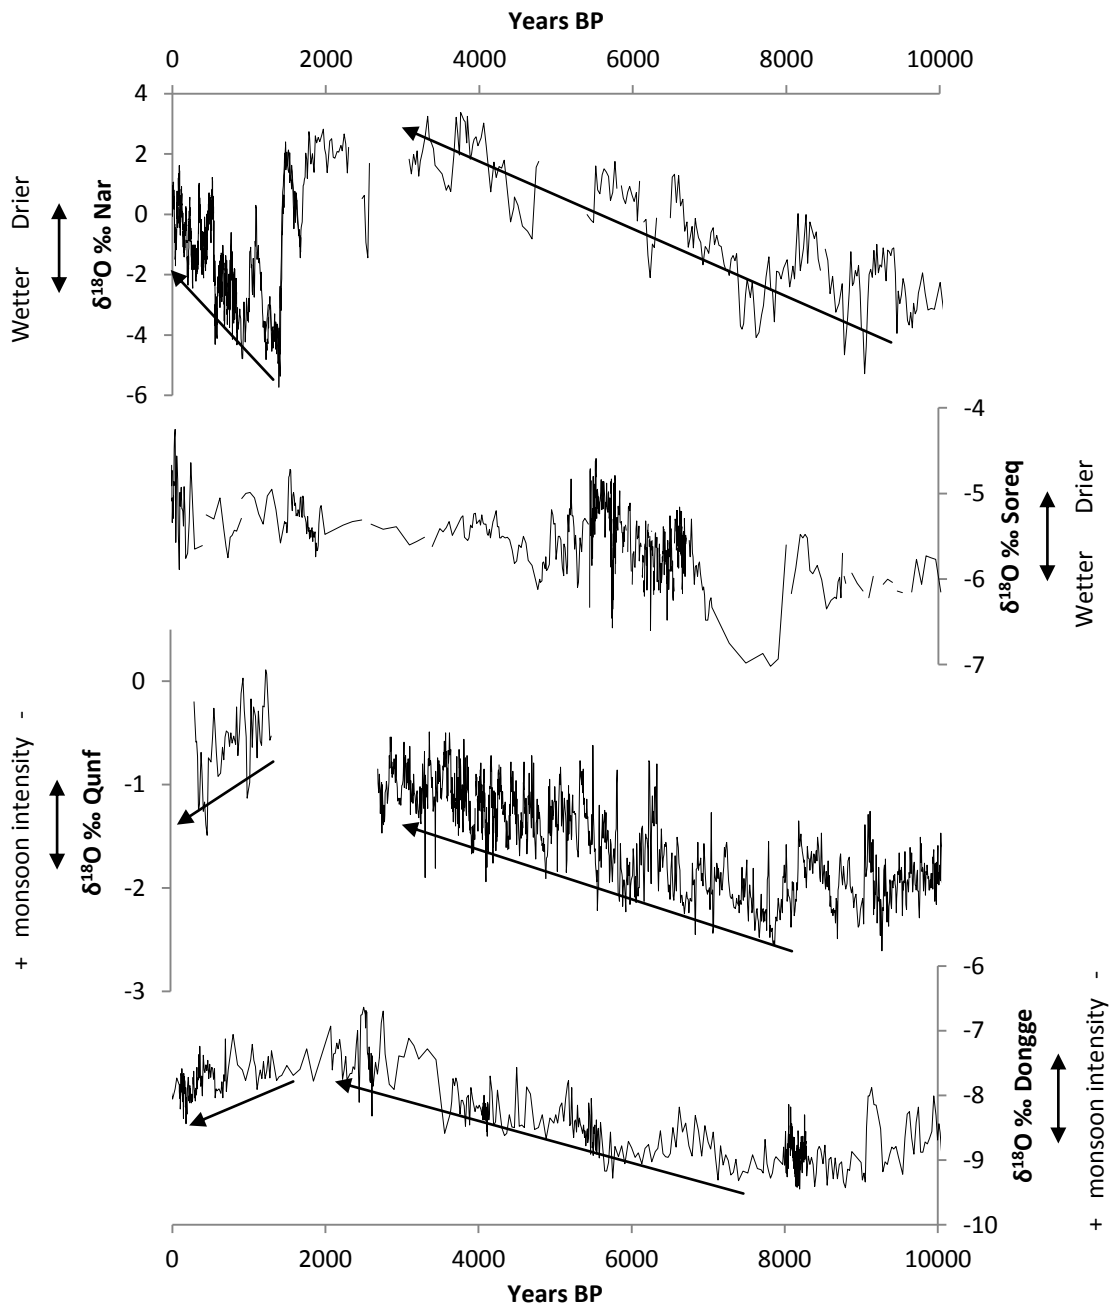 Years BP
0 2000 4000 6000 8000 10000
4
2
0
-2
-4
-6
Wetter Drier
δ¹⁸O ‰ Nar
-4
-5
-6
-7
δ¹⁸O ‰ Soreq
Wetter Drier
0
-1
-2
-3
+ monsoon intensity -
δ¹⁸O ‰ Qunf
-6
-7
-8
-9
-10
δ¹⁸O ‰ Dongge
+ monsoon intensity -
0 2000 4000 6000 8000 10000
Years BP